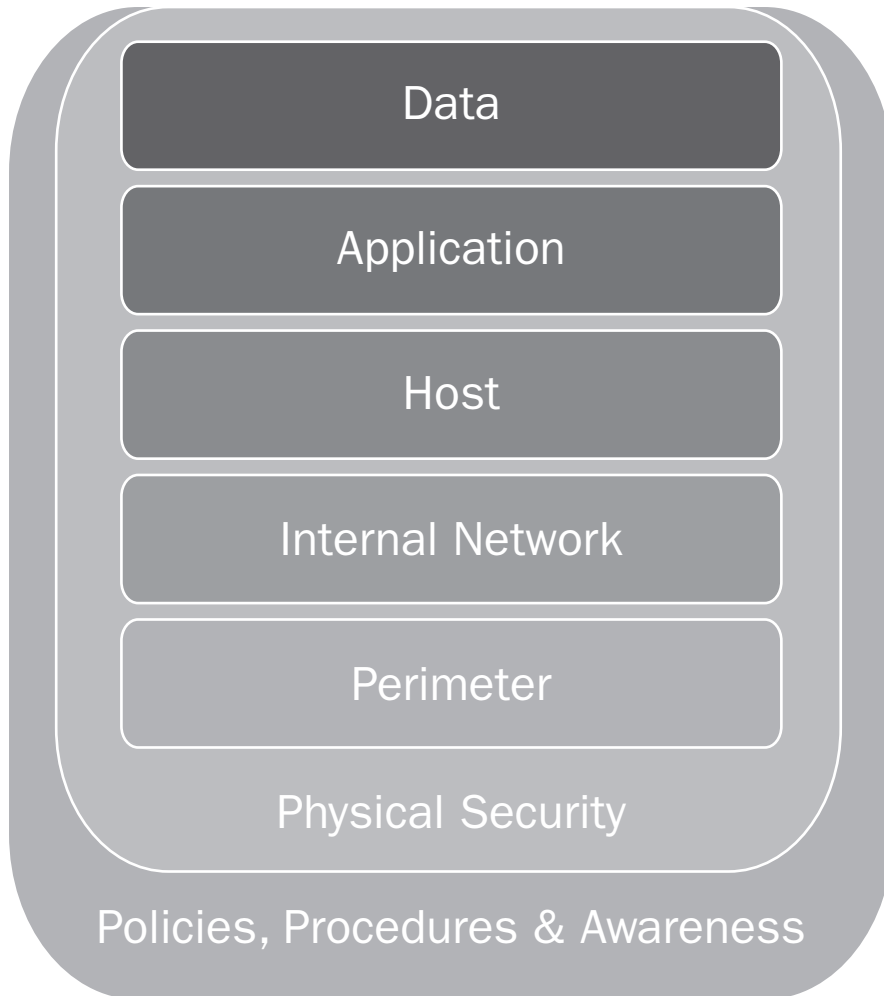 Data
Application
Host
Internal Network
Perimeter
Physical Security
Policies, Procedures & Awareness